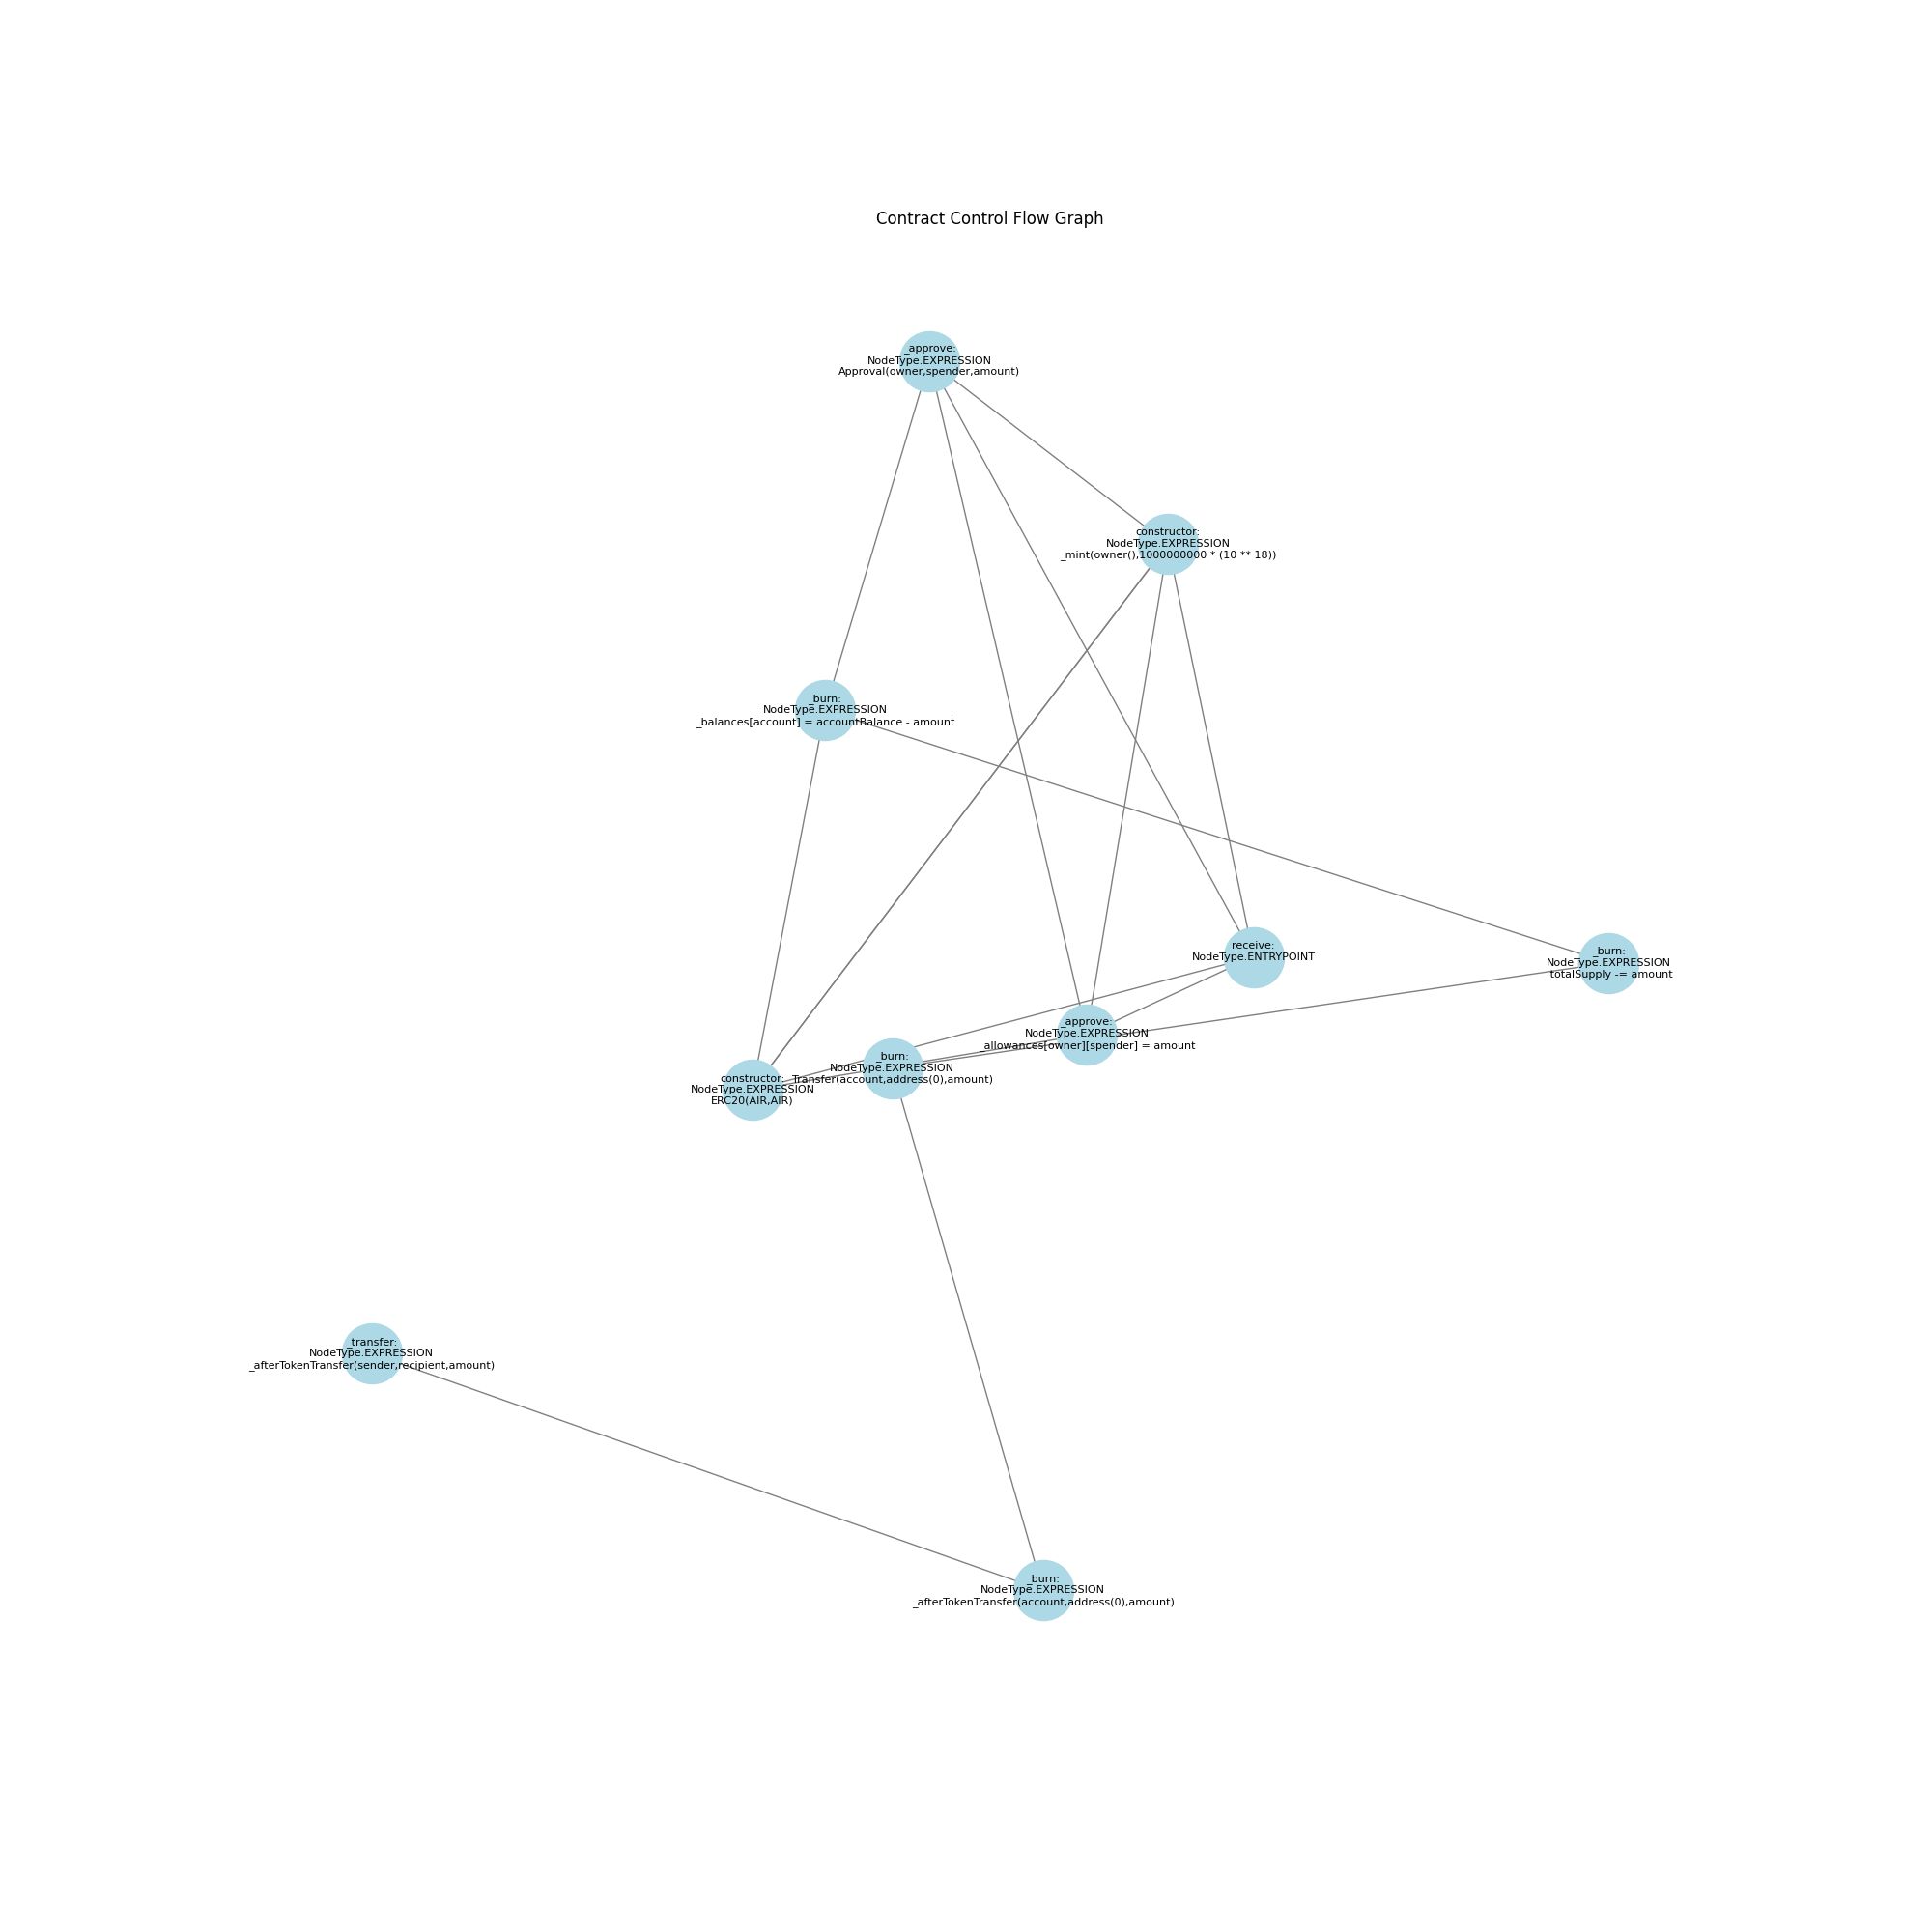 Contract Control Flow Graph
_approve:
NodeType.EXPRESSION
Approval(owner,spender,amount)
constructor:
NodeType.EXPRESSION
_mint(owner(),1000000000 * (10 ** 18))
_burn:
NodeType.EXPRESSION
_balances[account] = accountBalance - amount
receive:
NodeType.ENTRYPOINT
_burn:
NodeType.EXPRESSION
_totalSupply -= amount
_approve:
NodeType.EXPRESSION
_allowances[owner][spender] = amount
_burn:
NodeType.EXPRESSION
Transfer(account,address(0),amount)
constructor:
NodeType.EXPRESSION
ERC20(AIR,AIR)
_transfer:
NodeType.EXPRESSION
_afterTokenTransfer(sender,recipient,amount)
_burn:
NodeType.EXPRESSION
_afterTokenTransfer(account,address(0),amount)